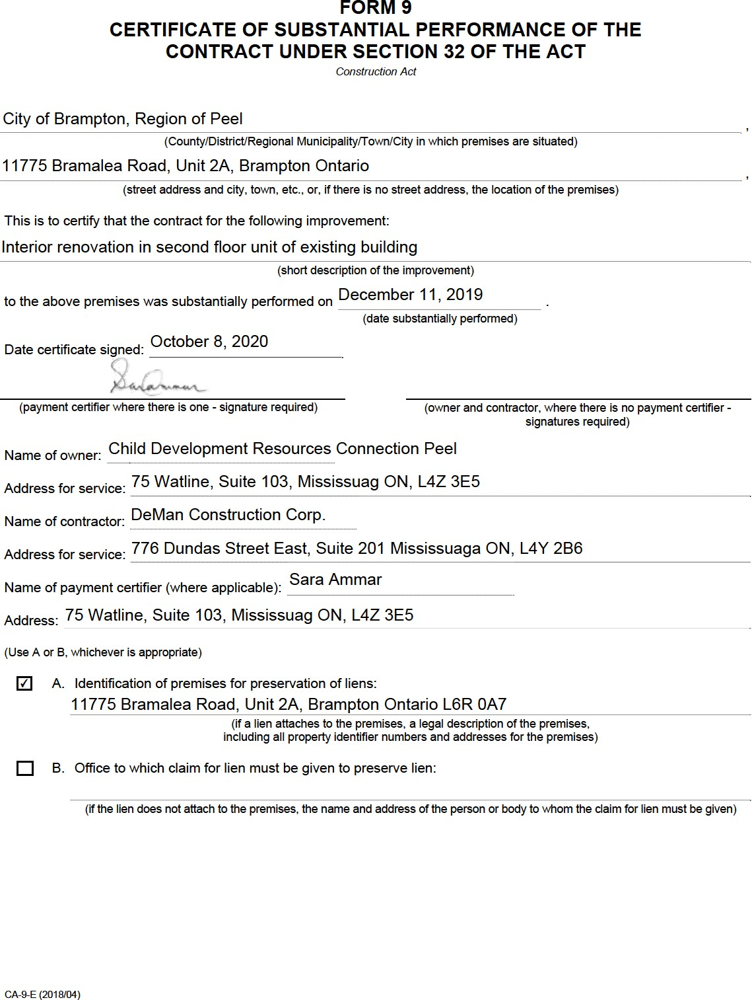 FORM 9
CERTIFICATE OF SUBSTANTIAL PERFORMANCE OF THE
CONTRACT UNDER SECTION 32 OF THE ACT
Construction Act
City of Brampton, Region of Peel ,
(County/District/Regional Municipality/Town/City in which premises are situated)
11775 Bramalea Road, Unit 2A, Brampton Ontario ,
(street address and city, town, etc., or, if there is no street address, the location of the premises)
This is to certify that the contract for the following improvement:
Interior renovation in second floor unit of existing building
(short description of the improvement)
to the above premises was substantially performed on December 11, 2019 .
(date substantially performed)
Date certificate signed: October 8, 2020 .
Sara Ammar
(payment certifier where there is one - signature required)
(owner and contractor, where there is no payment certifier -
signatures required)
Name of owner: Child Development Resources Connection Peel
Address for service: 75 Watline, Suite 103, Mississuag ON, L4Z 3E5
Name of contractor: DeMan Construction Corp.
Address for service: 776 Dundas Street East, Suite 201 Mississuaga ON, L4Y 2B6
Name of payment certifier (where applicable): Sara Ammar
Address: 75 Watline, Suite 103, Mississuag ON, L4Z 3E5
(Use A or B, whichever is appropriate)
✓ A. Identification of premises for preservation of liens:
11775 Bramalea Road, Unit 2A, Brampton Ontario L6R 0A7
(if a lien attaches to the premises, a legal description of the premises,
including all property identifier numbers and addresses for the premises)
B. Office to which claim for lien must be given to preserve lien:
(if the lien does not attach to the premises, the name and address of the person or body to whom the claim for lien must be given)
CA-9-E (2018/04)